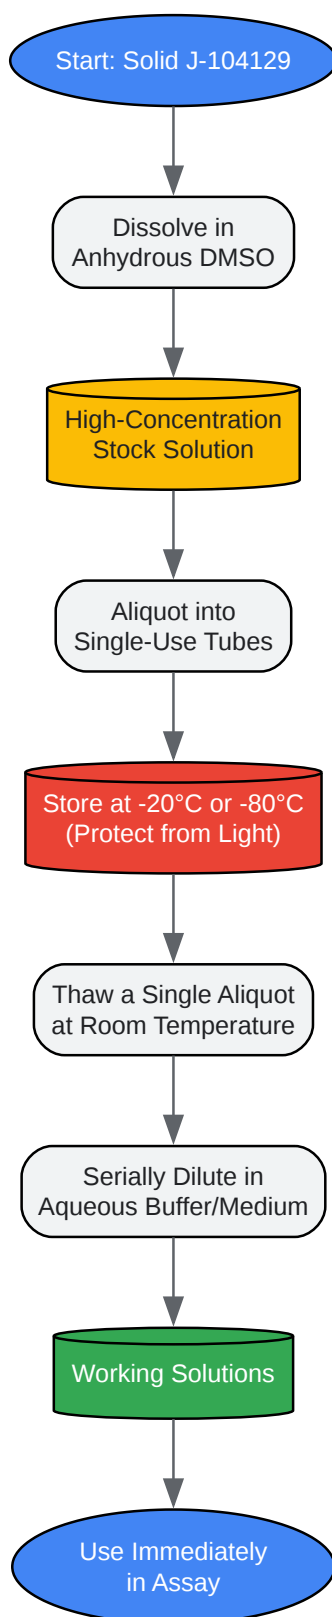 Start: Solid J-104129
Dissolve in
Anhydrous DMSO
High-Concentration
Stock Solution
Aliquot into
Single-Use Tubes
Store at -20°C or -80°C
(Protect from Light)
Thaw a Single Aliquot
at Room Temperature
Serially Dilute in
Aqueous Buffer/Medium
Working Solutions
Use Immediately
in Assay